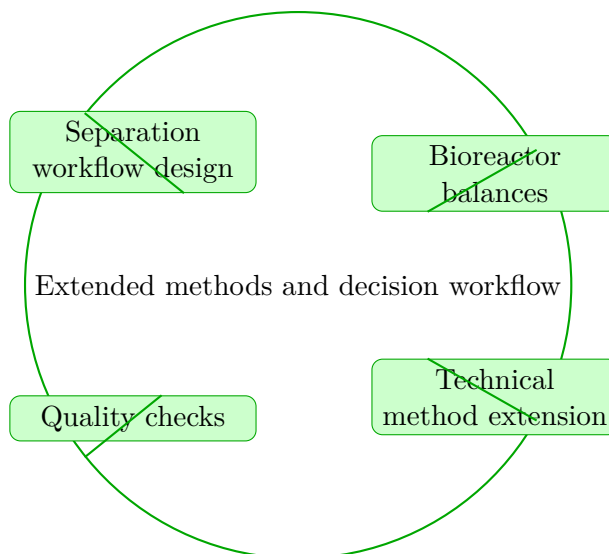 Separation
workflow design
Bioreactor
balances
Extended methods and decision workflow
Quality checks
Technical
method extension